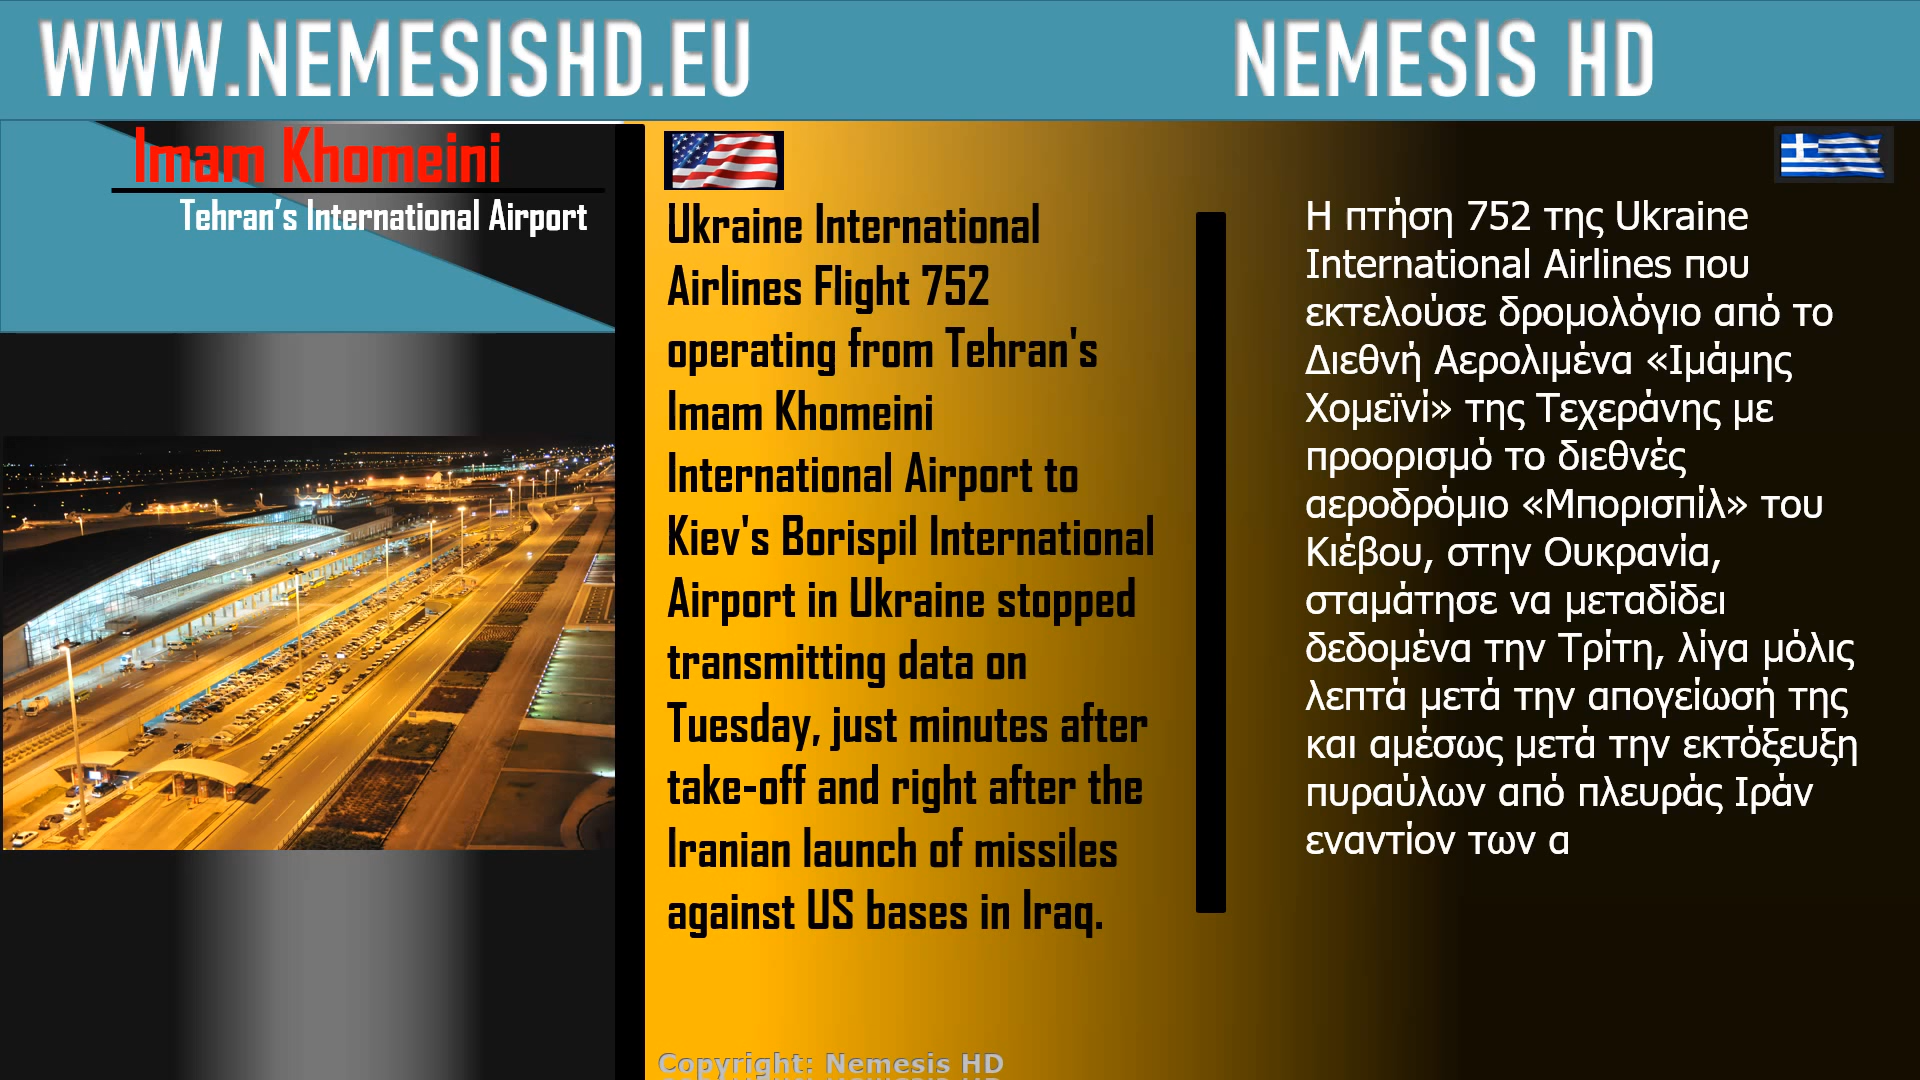 WWW.NEMESISHD.EU
NEMESIS HD
Imam Khomeini
Tehran's International Airport
Ukraine International
Airlines Flight 752
operating from Tehran's
Imam Khomeini
International Airport to
Kiev's Borispil International
Airport in Ukraine stopped
transmitting data on
Tuesday, just minutes after
take-off and right after the
Iranian launch of missiles
against US bases in Iraq.
Η πτήση 752 της Ukraine
International Airlines που
εκτελούσε δρομολόγιο από το
Διεθνή Αερολιμένα «Ιμάμης
Χομεϊνί» της Τεχεράνης με
προορισμό το διεθνές
αεροδρόμιο «Μπορισπίλ» του
Κιέβου, στην Ουκρανία,
σταμάτησε να μεταδίδει
δεδομένα την Τρίτη, λίγα μόλις
λεπτά μετά την απογείωσή της
και αμέσως μετά την εκτόξευξη
πυραύλων από πλευράς Ιράν
εναντίον των α
Copyright: Nemesis HD